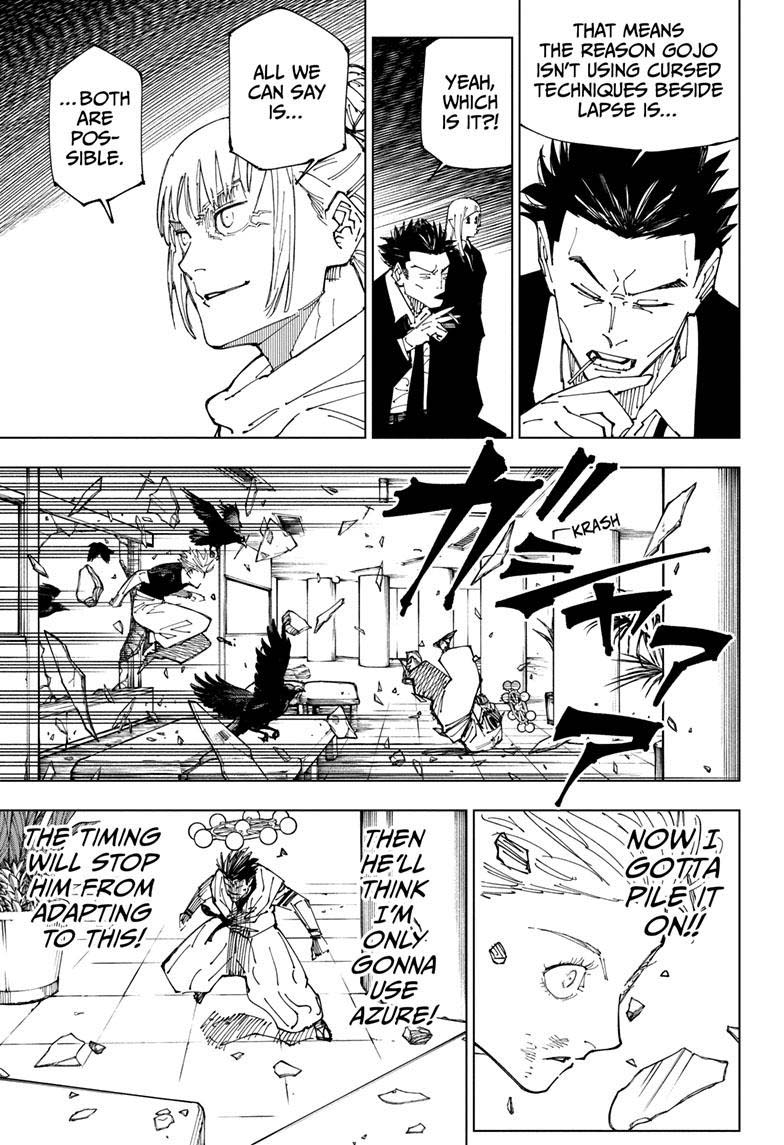 THAT MEANS
THE REASON GOJO
ISN'T USING CURSED
TECHNIQUES BESIDE
LAPSE IS...
YEAH,
WHICH
IS IT?!
ALL WE
CAN SAY
IS...
...BOTH
ARE
POS-
SIBLE.
ガシャアアッ
KRASH
NOW I
GOTTA
PILE IT
ON!!
THEN
HE'LL
THINK
I'M
ONLY
GONNA
USE
AZURE!
THE TIMING
WILL STOP
HIM FROM
ADAPTING
TO THIS!